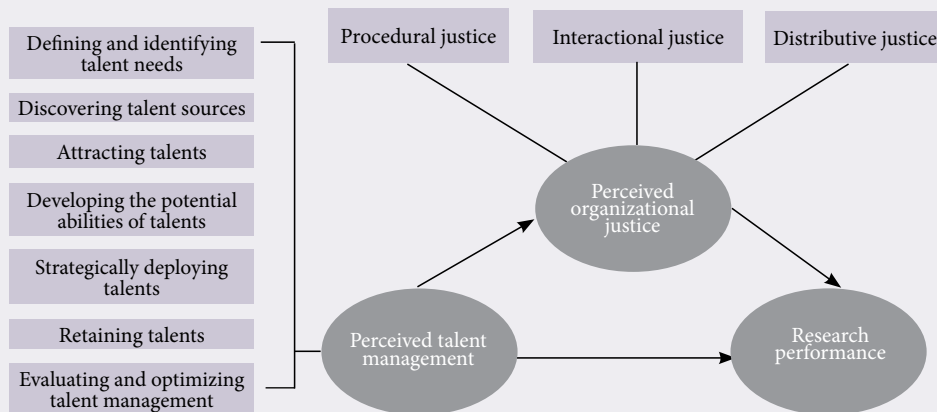 Defining and identifying
talent needs
Discovering talent sources
Attracting talents
Developing the potential
abilities of talents
Strategically deploying
talents
Retaining talents
Evaluating and optimizing
talent management
Procedural justice
Interactional justice
Distributive justice
Perceived
organizational
justice
Perceived talent
management
Research
performance